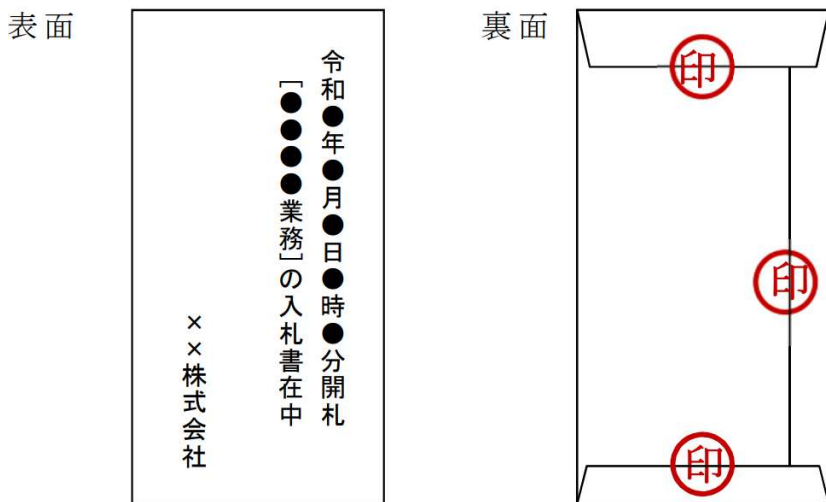 表面
令和●年●月●日●時●分開札
［●●●●業務］の入札書在中
××株式会社
裏面
印
印
印